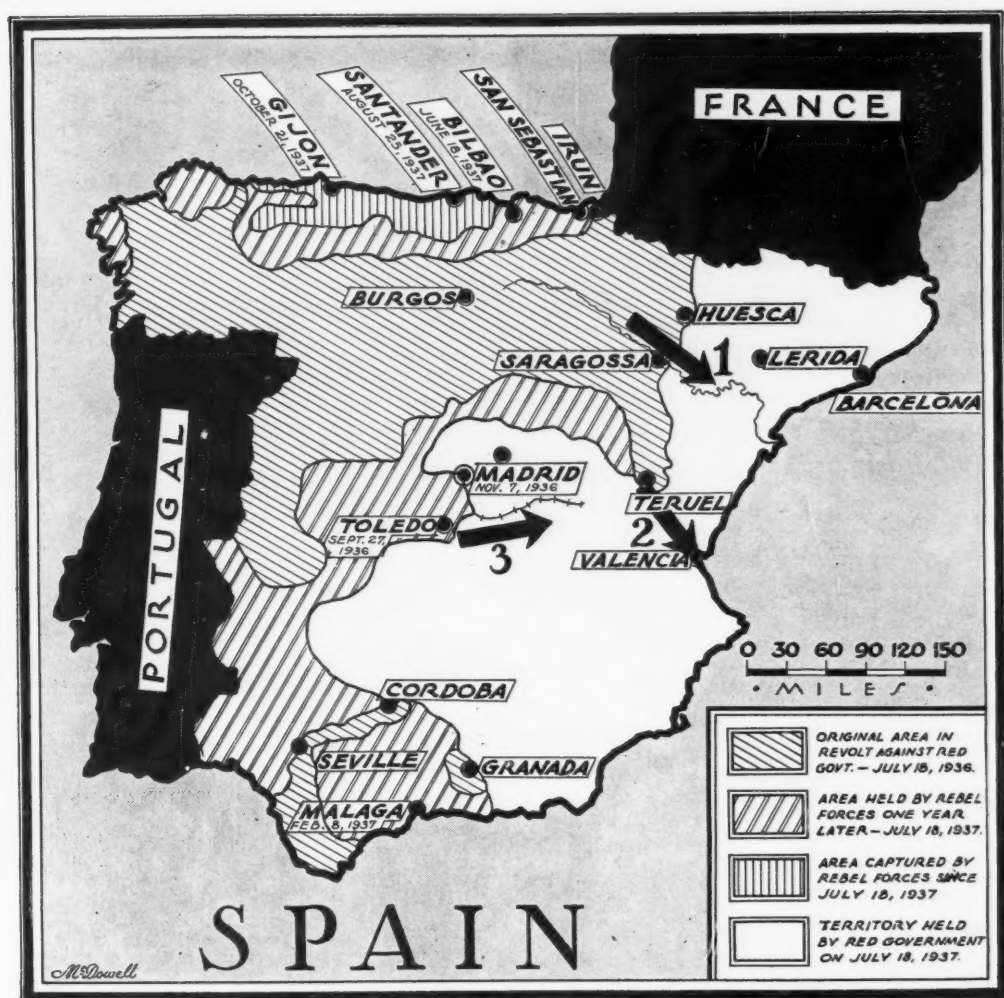 GIJON
OCTOBER 21, 1937
SANTANDER
AUGUST 25, 1937
BILBAO
JUNE 18, 1937
SAN SEBASTIAN
IRUN
FRANCE
BURGOS
HUESCA
SARAGOSSA
1
LERIDA
BARCELONA
MADRID
NOV. 7, 1936
TERUEL
TOLEDO
SEPT. 27,
1936
3
2
VALENCIA
PORTUGAL
0 30 60 90 120 150
• MILES •
CORDOBA
SEVILLE
GRANADA
MALAGA
FEB. 8, 1937
ORIGINAL AREA IN
REVOLT AGAINST RED
GOVT. — JULY 18, 1936.
AREA HELD BY REBEL
FORCES ONE YEAR
LATER — JULY 18, 1937.
AREA CAPTURED BY
REBEL FORCES SINCE
JULY 18, 1937
TERRITORY HELD
BY RED GOVERNMENT
ON JULY 18, 1937.
SPAIN
McDowell